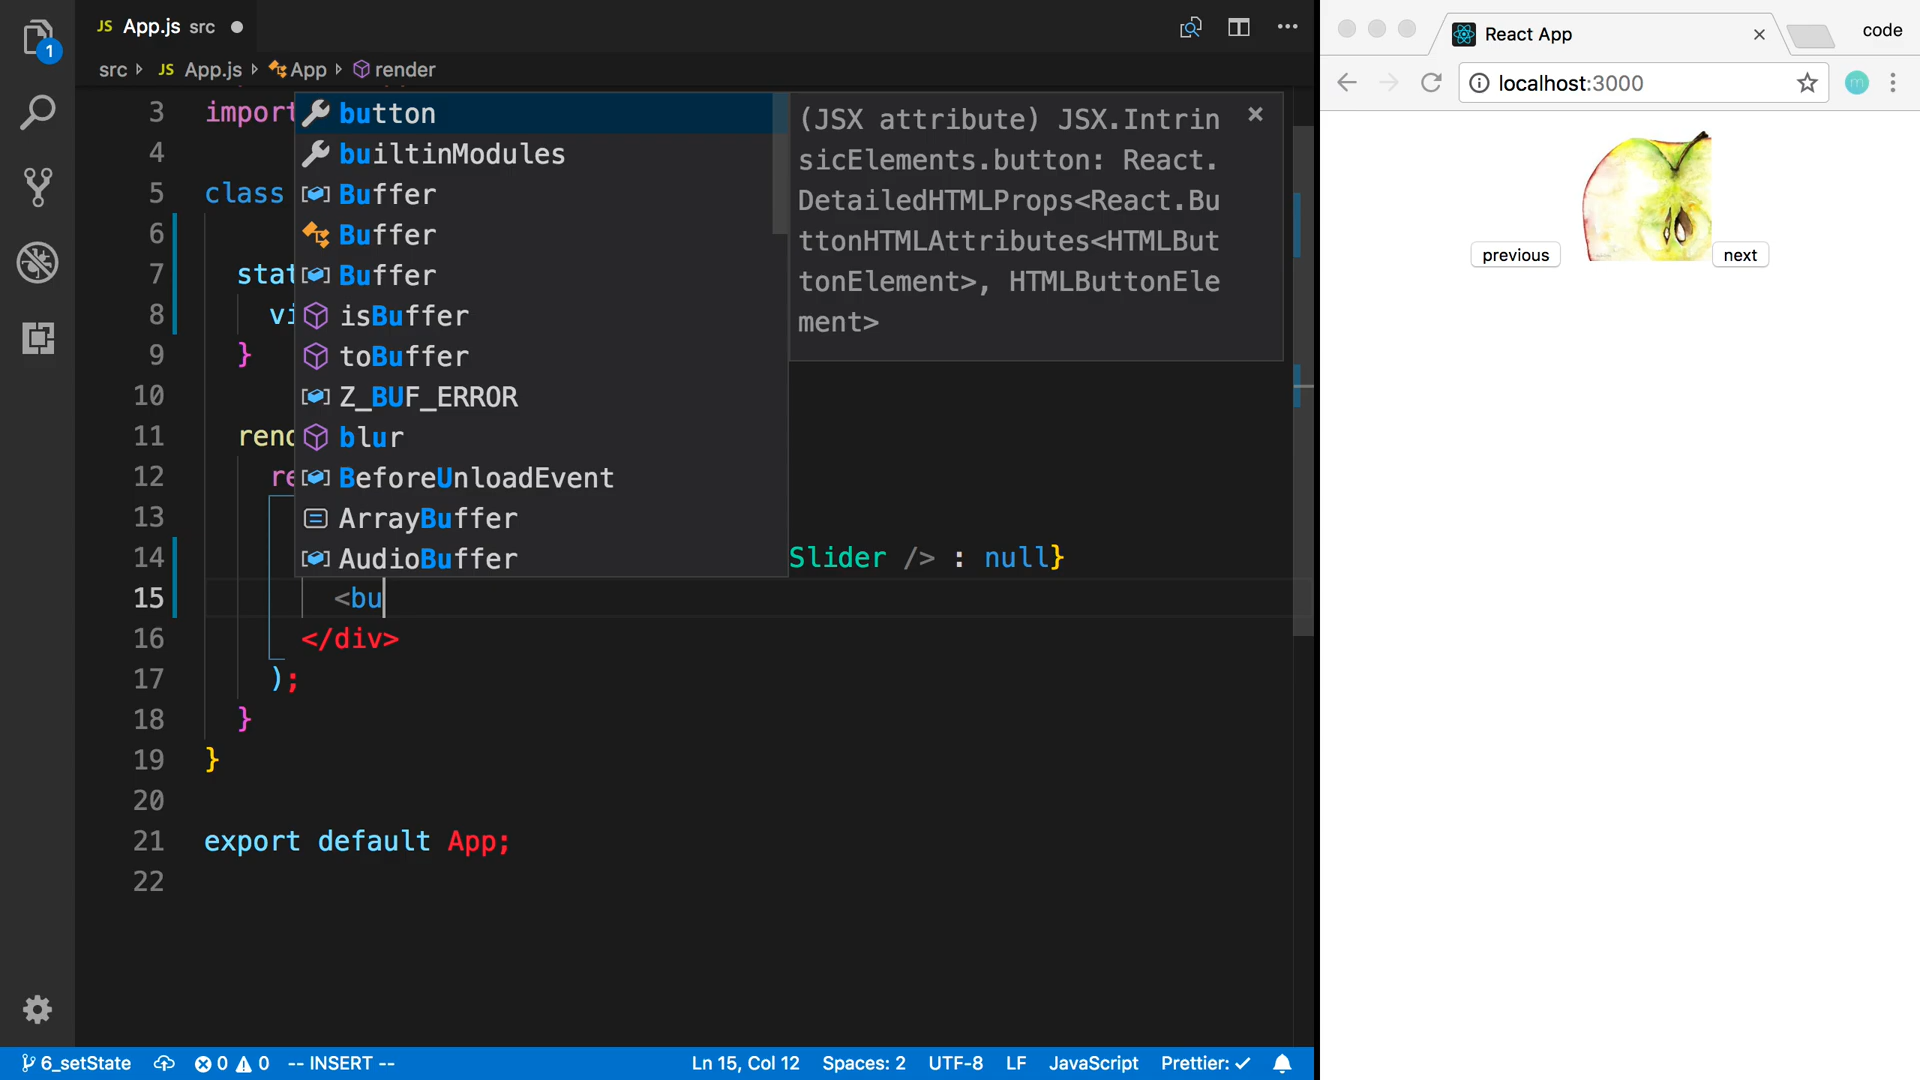 1
JS App.js src
src JS App.js App render
3 import
4
5 class
6
7 stat
8 vi
9 }
10
11 rend
12 re
13
14 Slider /> : null}
15 <bu
16 </div>
17 );
18 }
19 }
20
21 export default App;
22
button
builtinModules
Buffer
Buffer
Buffer
isBuffer
toBuffer
Z_BUF_ERROR
blur
BeforeUnloadEvent
ArrayBuffer
AudioBuffer
(JSX attribute) JSX.Intrin
sicElements.button: React.
DetailedHTMLProps<React.Bu
ttonHTMLAttributes<HTMLBut
tonElement>, HTMLButtonEle
ment>
6_setState 0 0 -- INSERT -- Ln 15, Col 12 Spaces: 2 UTF-8 LF JavaScript Prettier: ✓
React App code
localhost:3000 m
previous next